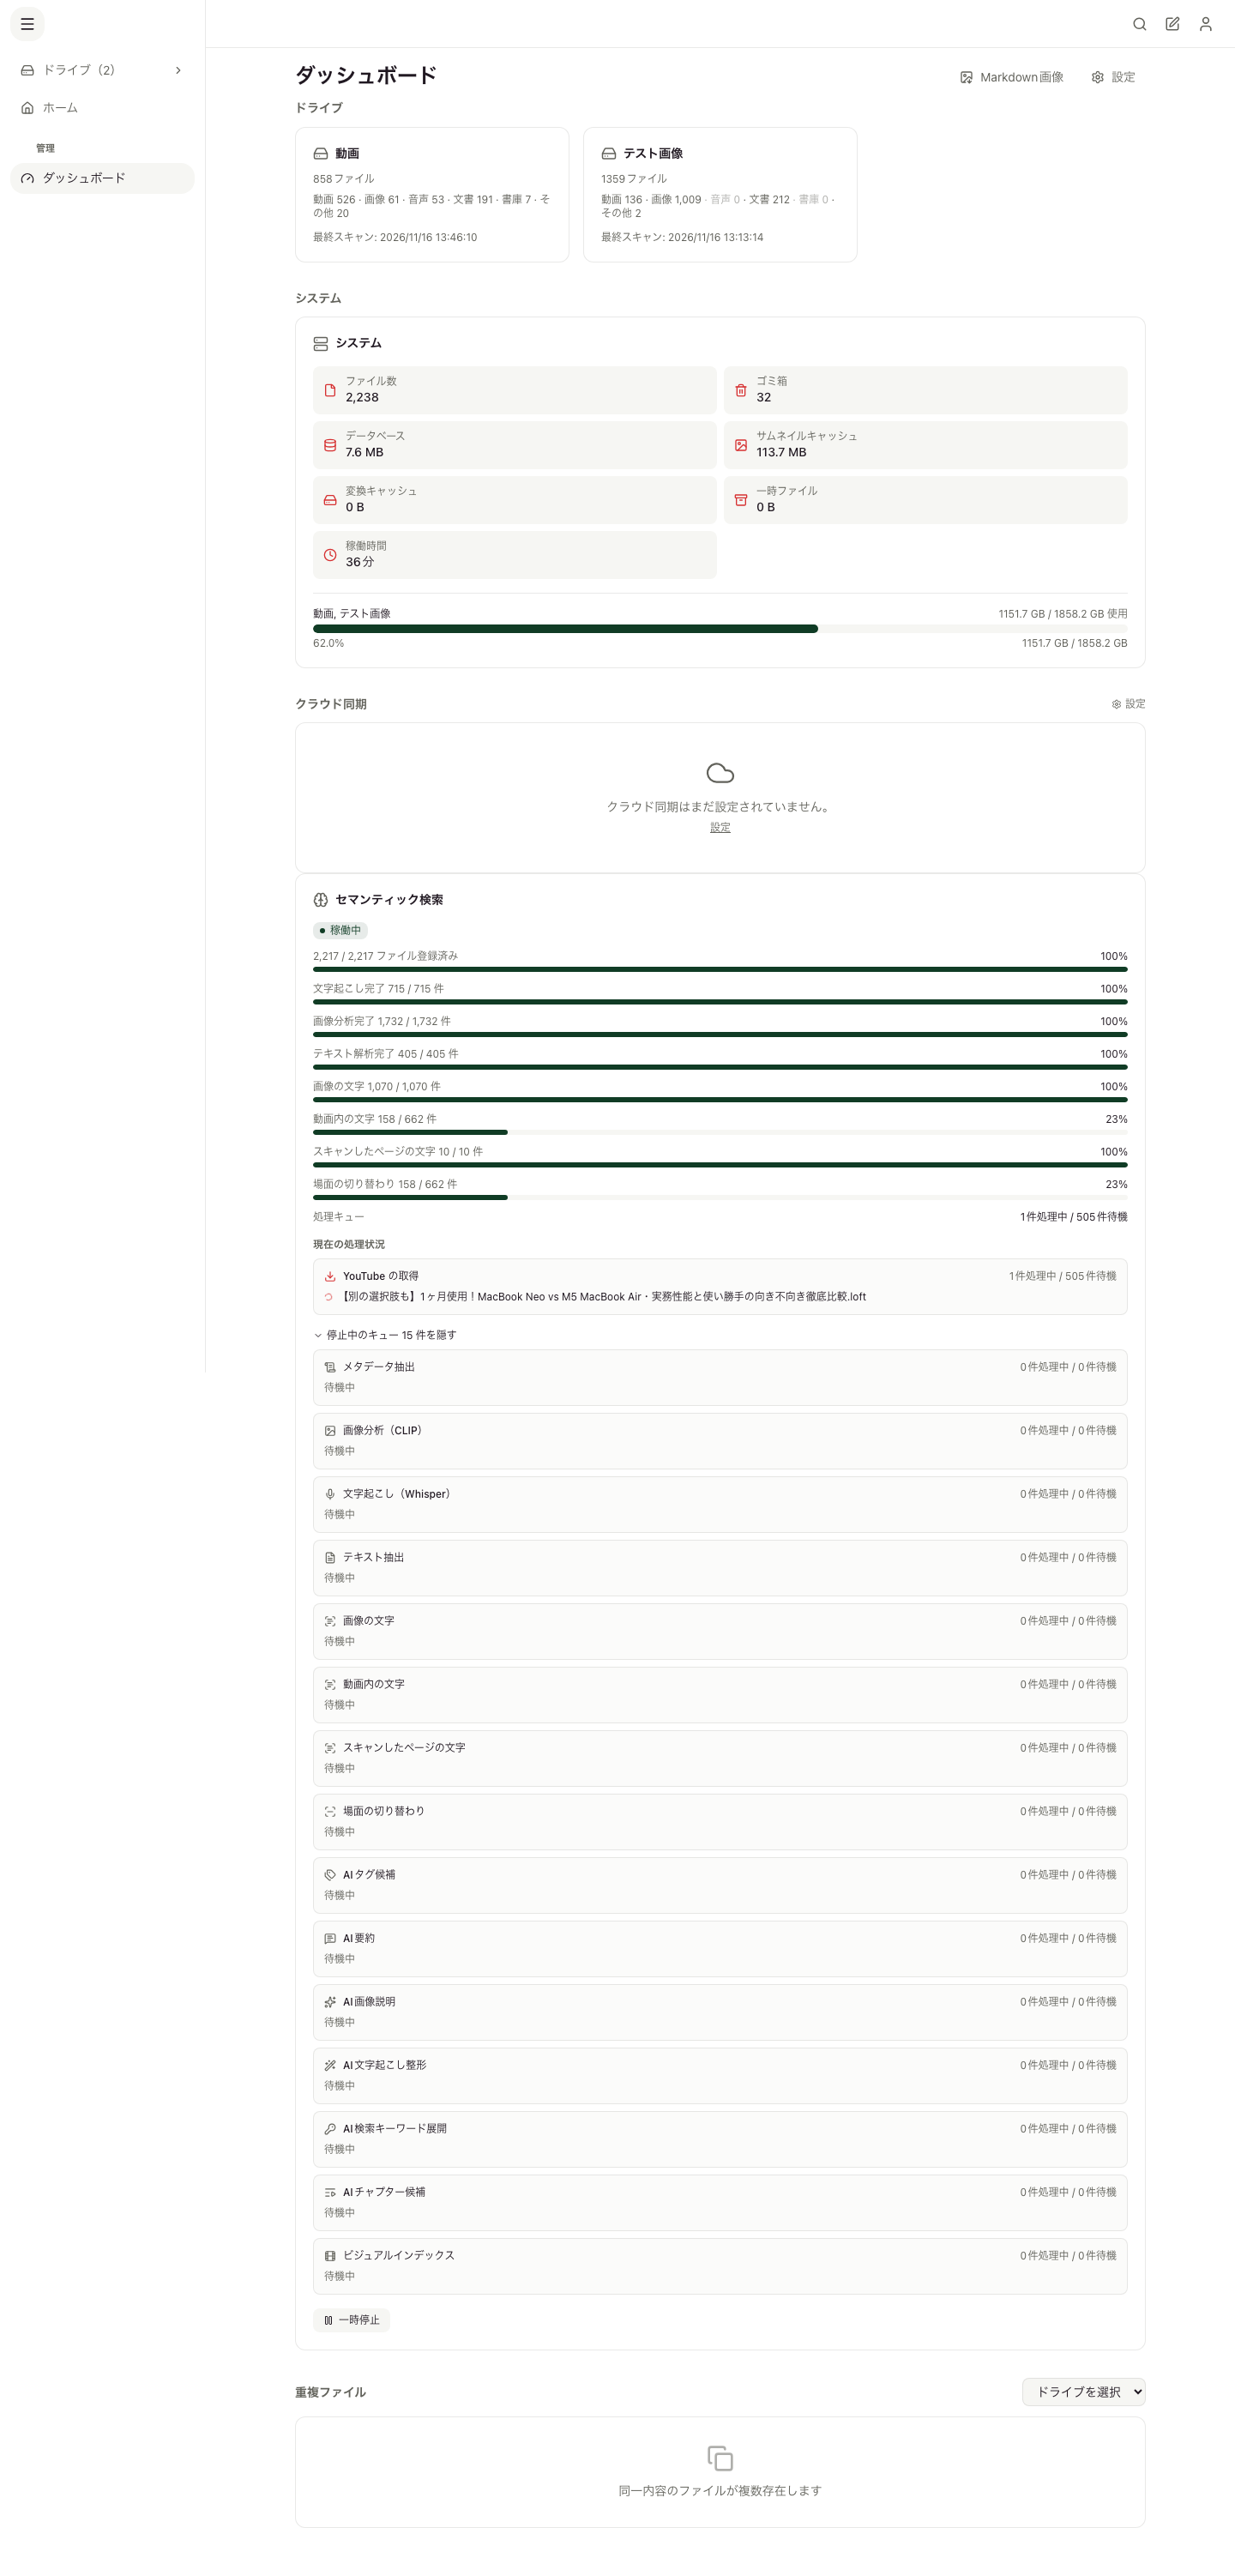 ドライブ（2）
ホーム
管理
ダッシュボード
ダッシュボード
Markdown画像
設定
ドライブ
動画
858ファイル
動画 526 · 画像 61 · 音声 53 · 文書 191 · 書庫 7 · そ
の他 20
最終スキャン: 2026/11/16 13:46:10
テスト画像
1359ファイル
動画 136 · 画像 1,009 · 音声 0 · 文書 212 · 書庫 0 ·
その他 2
最終スキャン: 2026/11/16 13:13:14
システム
システム
ファイル数
2,238
ゴミ箱
32
データベース
7.6 MB
サムネイルキャッシュ
113.7 MB
変換キャッシュ
0 B
一時ファイル
0 B
稼働時間
36分
動画, テスト画像
1151.7 GB / 1858.2 GB 使用
62.0%
1151.7 GB / 1858.2 GB
クラウド同期
設定
クラウド同期はまだ設定されていません。
設定
セマンティック検索
稼働中
2,217 / 2,217 ファイル登録済み 100%
文字起こし完了 715 / 715 件 100%
画像分析完了 1,732 / 1,732 件 100%
テキスト解析完了 405 / 405 件 100%
画像の文字 1,070 / 1,070 件 100%
動画内の文字 158 / 662 件 23%
スキャンしたページの文字 10 / 10 件 100%
場面の切り替わり 158 / 662 件 23%
処理キュー 1件処理中 / 505件待機
現在の処理状況
YouTube の取得 1件処理中 / 505件待機
【別の選択肢も】1ヶ月使用！MacBook Neo vs M5 MacBook Air・実務性能と使い勝手の向き不向き徹底比較.loft
停止中のキュー 15 件を隠す
メタデータ抽出 0件処理中 / 0件待機
待機中
画像分析（CLIP） 0件処理中 / 0件待機
待機中
文字起こし（Whisper） 0件処理中 / 0件待機
待機中
テキスト抽出 0件処理中 / 0件待機
待機中
画像の文字 0件処理中 / 0件待機
待機中
動画内の文字 0件処理中 / 0件待機
待機中
スキャンしたページの文字 0件処理中 / 0件待機
待機中
場面の切り替わり 0件処理中 / 0件待機
待機中
AIタグ候補 0件処理中 / 0件待機
待機中
AI要約 0件処理中 / 0件待機
待機中
AI画像説明 0件処理中 / 0件待機
待機中
AI文字起こし整形 0件処理中 / 0件待機
待機中
AI検索キーワード展開 0件処理中 / 0件待機
待機中
AIチャプター候補 0件処理中 / 0件待機
待機中
ビジュアルインデックス 0件処理中 / 0件待機
待機中
一時停止
重複ファイル
ドライブを選択
同一内容のファイルが複数存在します